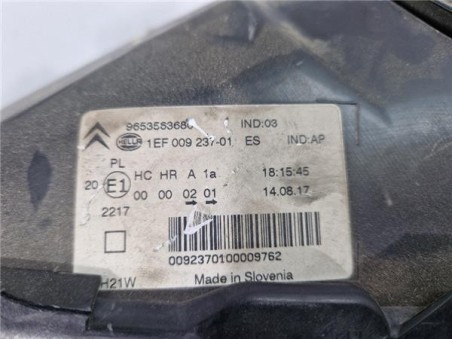 9653583680 IND:03
HELLA 1EF 009 237-01 ES IND:AP
PL
20 E1 HC HR A 1a 18:15:45
00 00 02 01 14.08.17
2217
0092370100009762
H21W Made in Slovenia